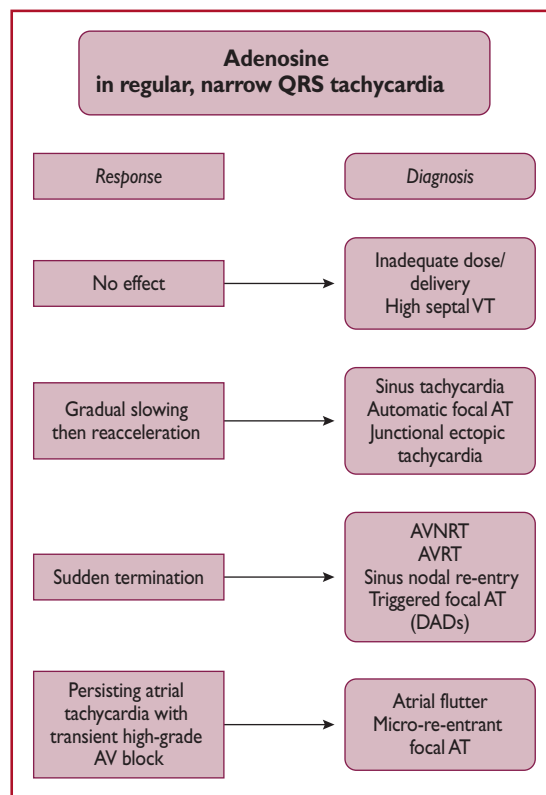 Adenosine
in regular, narrow QRS tachycardia
Response
Diagnosis
No effect
Inadequate dose/
delivery
High septal VT
Gradual slowing
then reacceleration
Sinus tachycardia
Automatic focal AT
Junctional ectopic
tachycardia
Sudden termination
AVNRT
AVRT
Sinus nodal re-entry
Triggered focal AT
(DADs)
Persisting atrial
tachycardia with
transient high-grade
AV block
Atrial flutter
Micro-re-entrant
focal AT